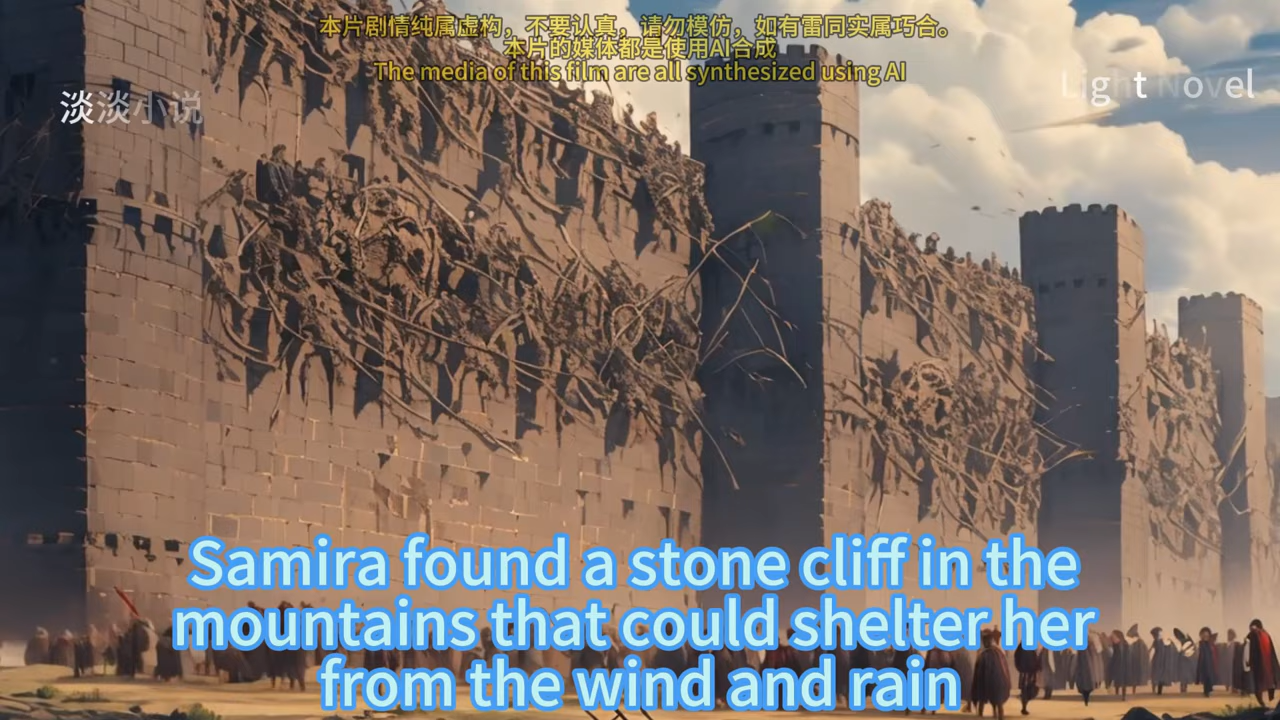 本片剧情纯属虚构，不要认真，请勿模仿，如有雷同实属巧合。
本片的媒体都是使用AI合成
The media of this film are all synthesized using AI
淡淡小说
Light Novel
Samira found a stone cliff in the
mountains that could shelter her
from the wind and rain